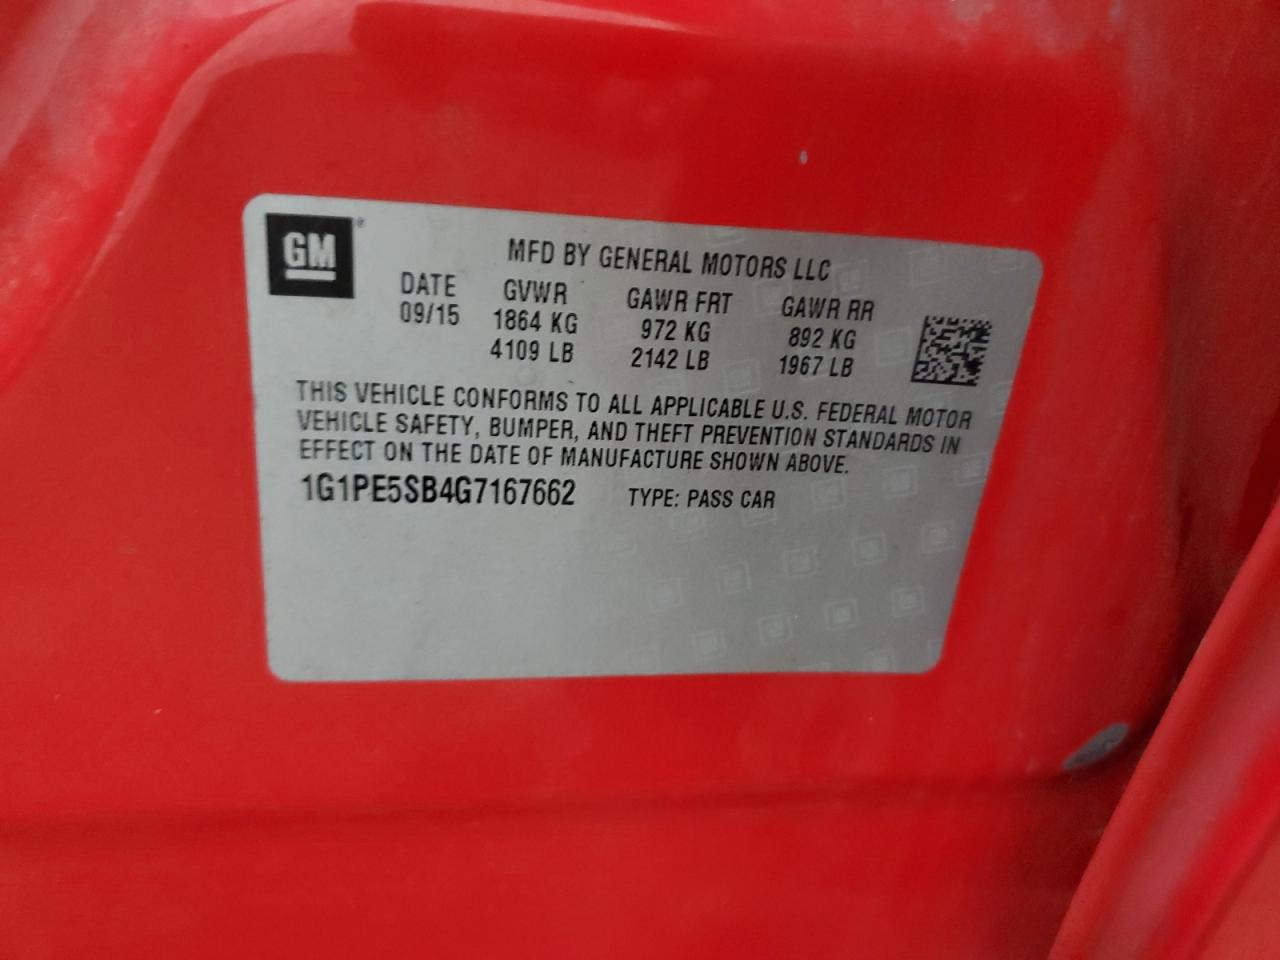 GM
MFD BY GENERAL MOTORS LLC
DATE GVWR GAWR FRT GAWR RR
09/15 1864 KG 972 KG 892 KG
4109 LB 2142 LB 1967 LB
THIS VEHICLE CONFORMS TO ALL APPLICABLE U.S. FEDERAL MOTOR
VEHICLE SAFETY, BUMPER, AND THEFT PREVENTION STANDARDS IN
EFFECT ON THE DATE OF MANUFACTURE SHOWN ABOVE.
1G1PE5SB4G7167662 TYPE: PASS CAR